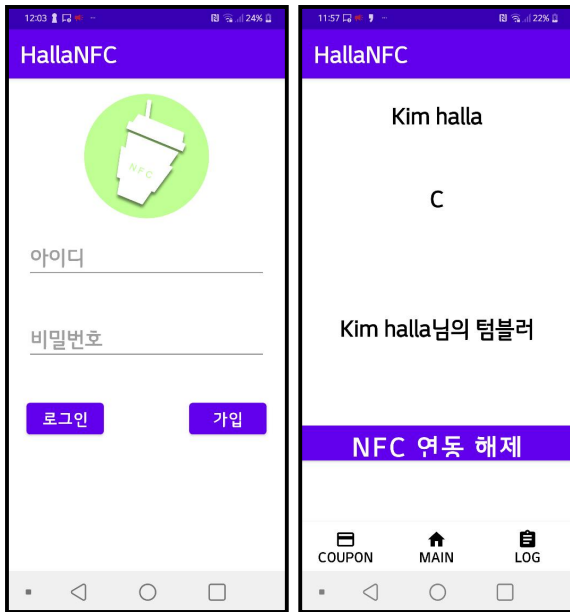 12:03
24%
HallaNFC
NFC
아이디
비밀번호
로그인
가입
11:57
22%
HallaNFC
Kim halla
C
Kim halla님의 텀블러
NFC 연동 해제
COUPON
MAIN
LOG